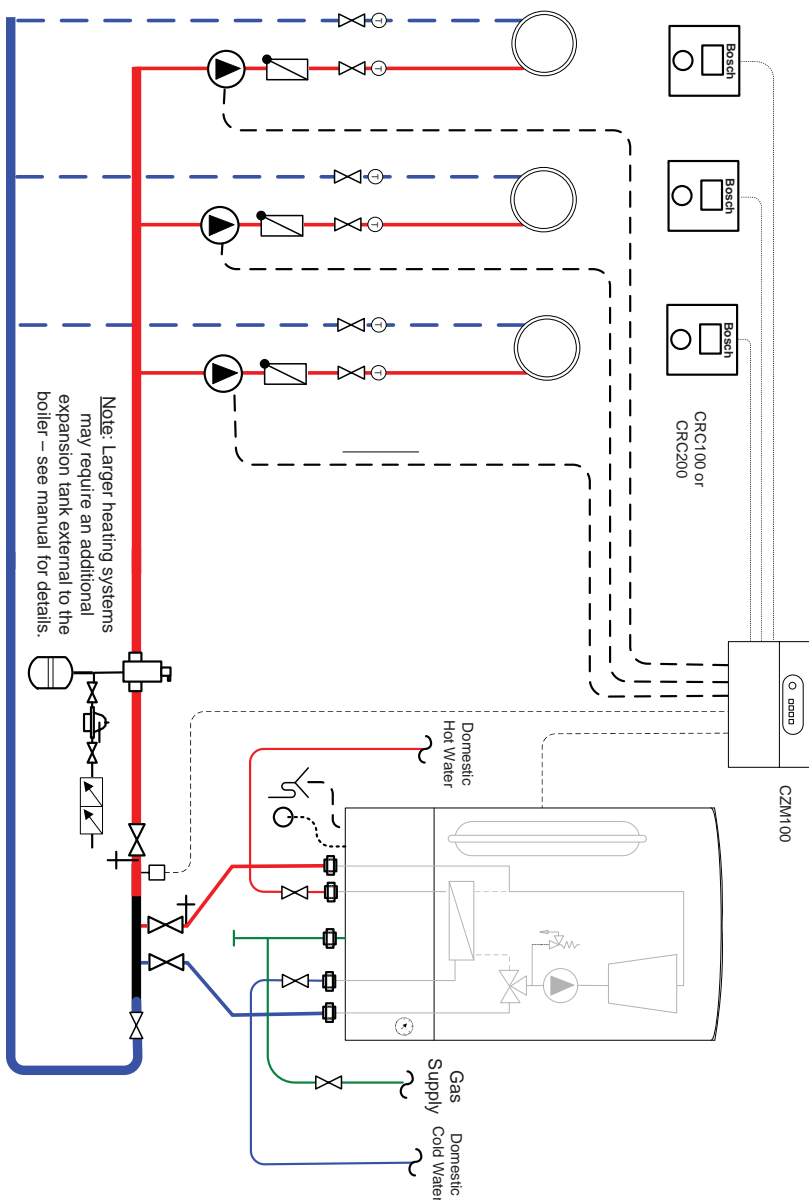 Bosch
Bosch
Bosch
CRC100 or
CRC200
CZM100
T
T
T
T
T
T
Note: Larger heating systems
may require an additional
expansion tank external to the
boiler – see manual for details.
Domestic
Hot Water
Gas
Supply
Domestic
Cold Water